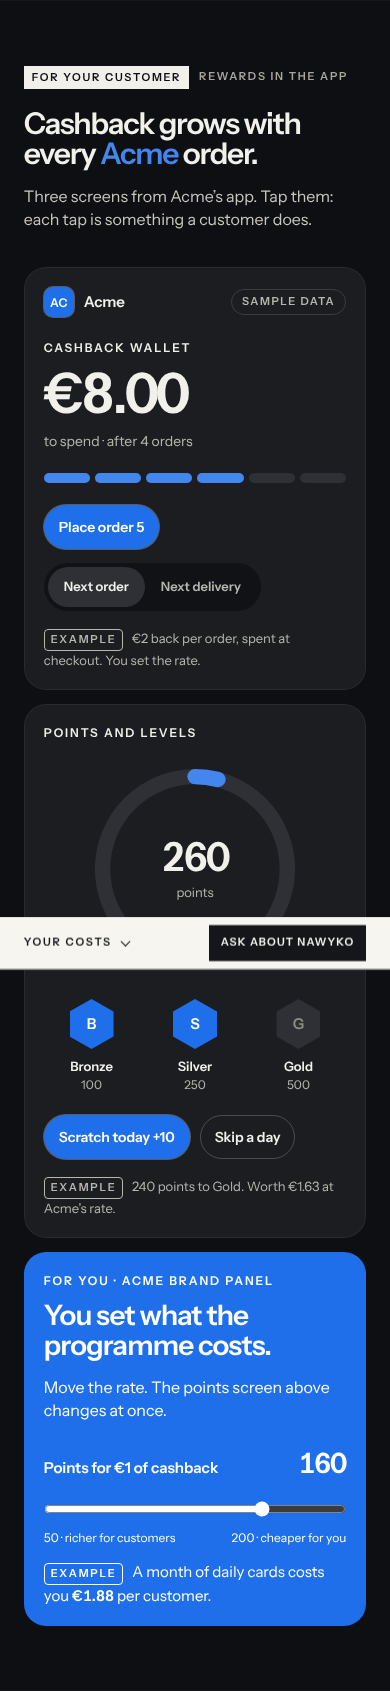 FOR YOUR CUSTOMER REWARDS IN THE APP
Cashback grows with
every Acme order.
Three screens from Acme's app. Tap them:
each tap is something a customer does.
AC Acme SAMPLE DATA
CASHBACK WALLET
€8.00
to spend · after 4 orders
Place order 5
Next order Next delivery
EXAMPLE €2 back per order, spent at
checkout. You set the rate.
POINTS AND LEVELS
260
points
YOUR COSTS ASK ABOUT NAWYKO
B S G
Bronze Silver Gold
100 250 500
Scratch today +10 Skip a day
EXAMPLE 240 points to Gold. Worth €1.63 at
Acme's rate.
FOR YOU · ACME BRAND PANEL
You set what the
programme costs.
Move the rate. The points screen above
changes at once.
Points for €1 of cashback 160
50 · richer for customers 200 · cheaper for you
EXAMPLE A month of daily cards costs
you €1.88 per customer.